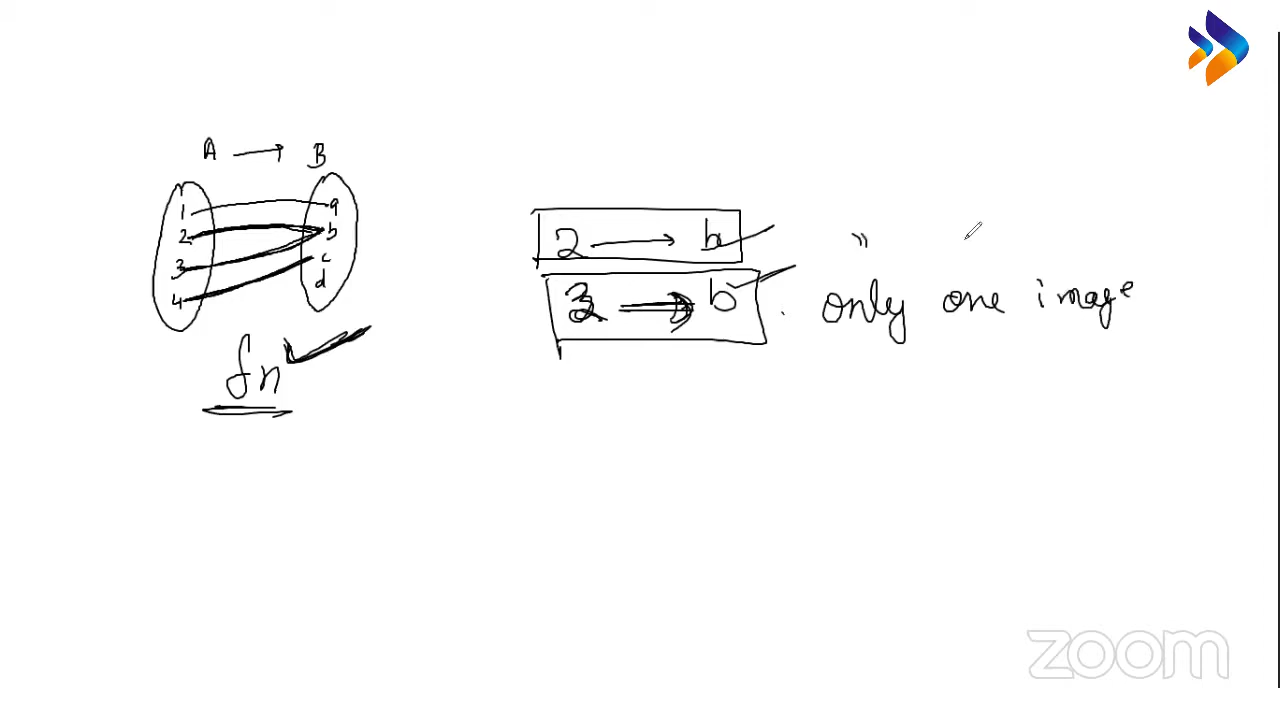 A → B
1 a
2 b
3 c
4 d
fn
2 → b "
3 → b . only one image
zoom